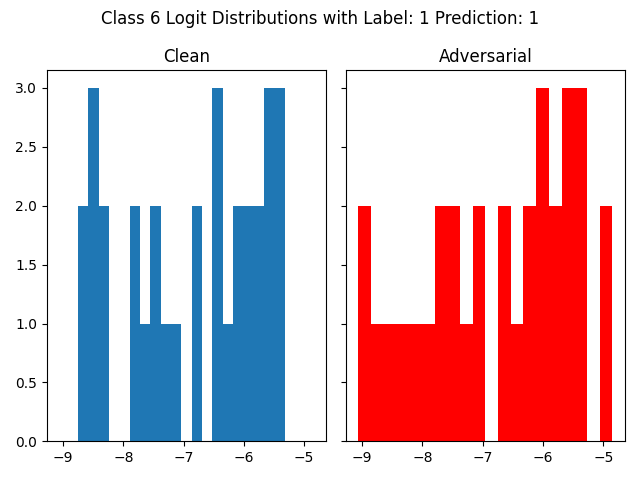 Class 6 Logit Distributions with Label: 1 Prediction: 1
Clean
Adversarial
3.0
2.5
2.0
1.5
1.0
0.5
0.0
−9 −8 −7 −6 −5
−9 −8 −7 −6 −5